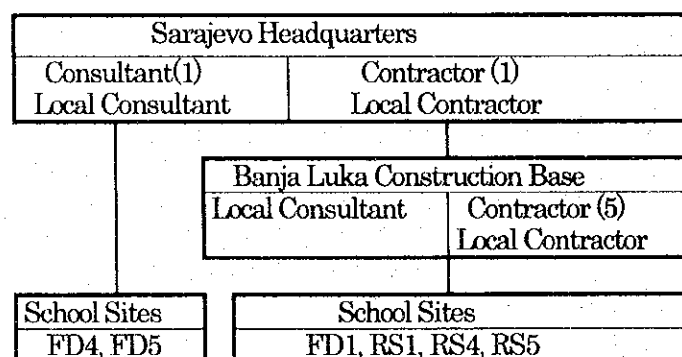 Sarajevo Headquarters
Consultant(1)
Local Consultant
Contractor (1)
Local Contractor
Banja Luka Construction Base
Local Consultant
Contractor (5)
Local Contractor
School Sites
FD4, FD5
School Sites
FD1, RS1, RS4, RS5